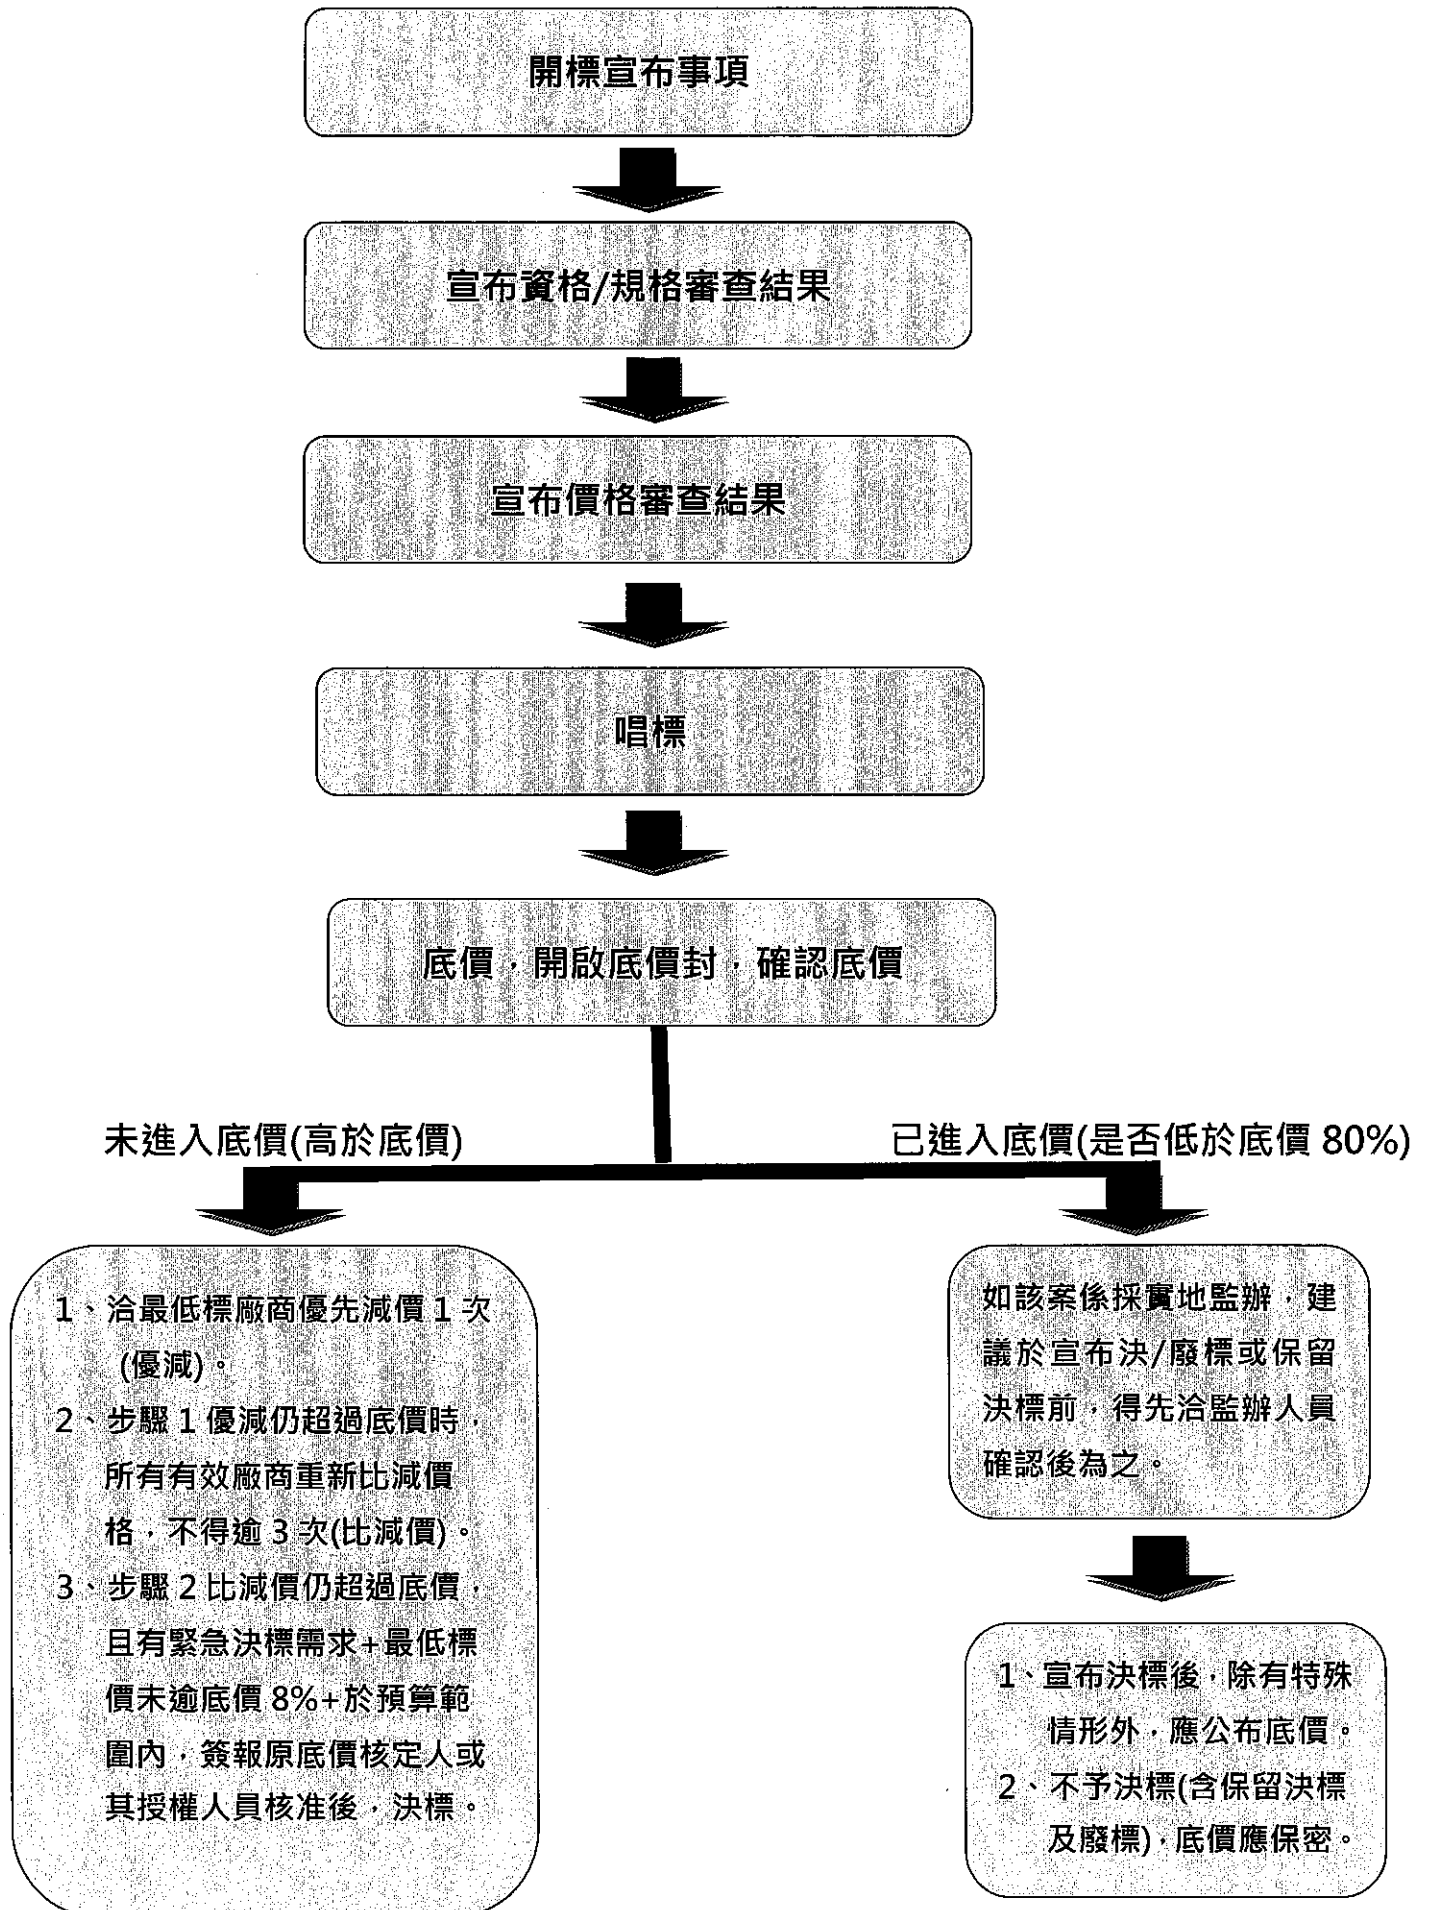 開標宣布事項
宣布資格/規格審查結果
宣布價格審查結果
唱標
底價，開啟底價封，確認底價
未進入底價(高於底價)
已進入底價(是否低於底價 80%)
1、洽最低標廠商優先減價 1 次
(優減)。
2、步驟 1 優減仍超過底價時，
所有有效廠商重新比減價
格，不得逾 3 次(比減價)。
3、步驟 2 比減價仍超過底價，
且有緊急決標需求+最低標
價未逾底價 8%+於預算範
圍內，簽報原底價核定人或
其授權人員核准後，決標。
如該案係採實地監辦，建
議於宣布決/廢標或保留
決標前，得先洽監辦人員
確認後為之。
1、宣布決標後，除有特殊
情形外，應公布底價。
2、不予決標(含保留決標
及廢標)，底價應保密。